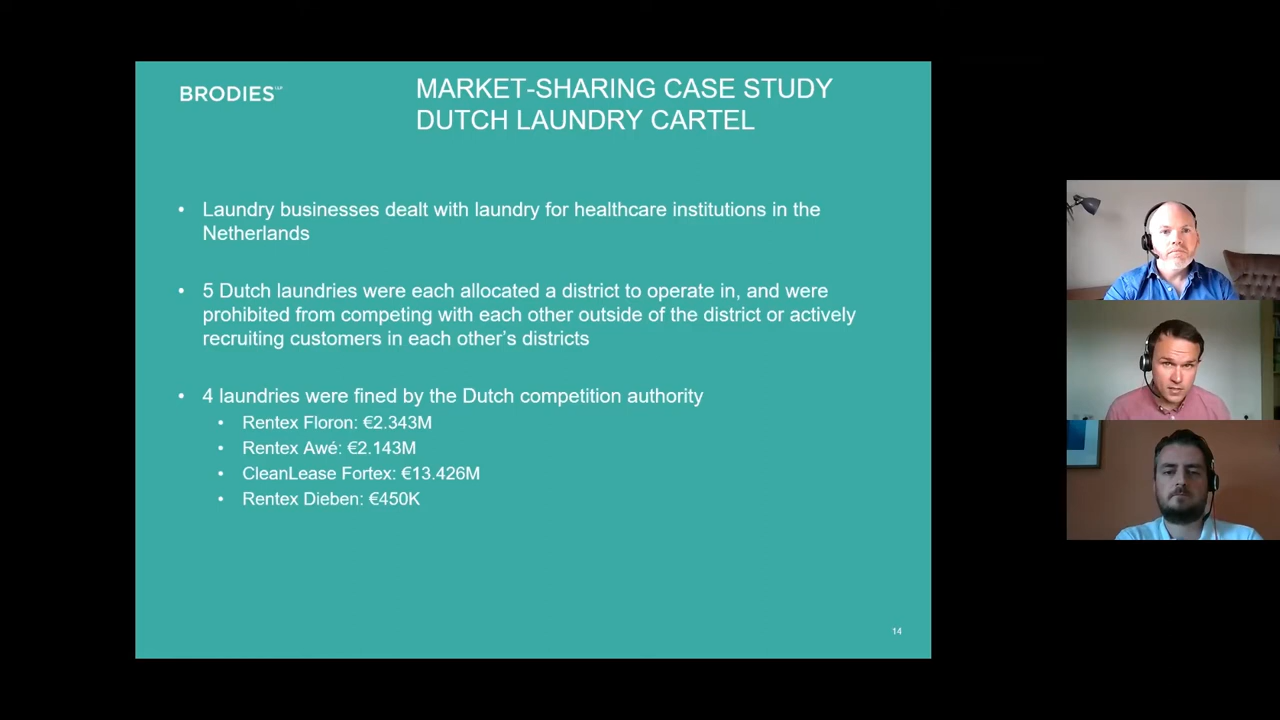 BRODIES LLP
MARKET-SHARING CASE STUDY
DUTCH LAUNDRY CARTEL
• Laundry businesses dealt with laundry for healthcare institutions in the
Netherlands
• 5 Dutch laundries were each allocated a district to operate in, and were
prohibited from competing with each other outside of the district or actively
recruiting customers in each other's districts
• 4 laundries were fined by the Dutch competition authority
• Rentex Floron: €2.343M
• Rentex Awé: €2.143M
• CleanLease Fortex: €13.426M
• Rentex Dieben: €450K
14